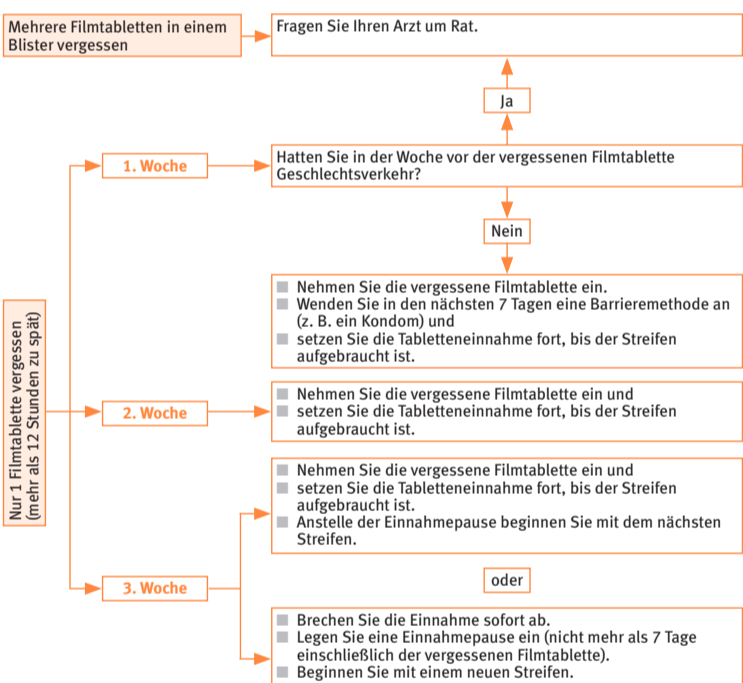 Mehrere Filmtabletten in einem
Blister vergessen
Fragen Sie Ihren Arzt um Rat.
Ja
1. Woche
Hatten Sie in der Woche vor der vergessenen Filmtablette
Geschlechtsverkehr?
Nein
Nehmen Sie die vergessene Filmtablette ein.
Wenden Sie in den nächsten 7 Tagen eine Barrieremethode an
(z. B. ein Kondom) und
setzen Sie die Tabletteneinnahme fort, bis der Streifen
aufgebraucht ist.
Nur 1 Filmtablette vergessen
(mehr als 12 Stunden zu spät)
2. Woche
Nehmen Sie die vergessene Filmtablette ein und
setzen Sie die Tabletteneinnahme fort, bis der Streifen
aufgebraucht ist.
3. Woche
Nehmen Sie die vergessene Filmtablette ein und
setzen Sie die Tabletteneinnahme fort, bis der Streifen
aufgebraucht ist.
Anstelle der Einnahmepause beginnen Sie mit dem nächsten
Streifen.
oder
Brechen Sie die Einnahme sofort ab.
Legen Sie eine Einnahmepause ein (nicht mehr als 7 Tage
einschließlich der vergessenen Filmtablette).
Beginnen Sie mit einem neuen Streifen.